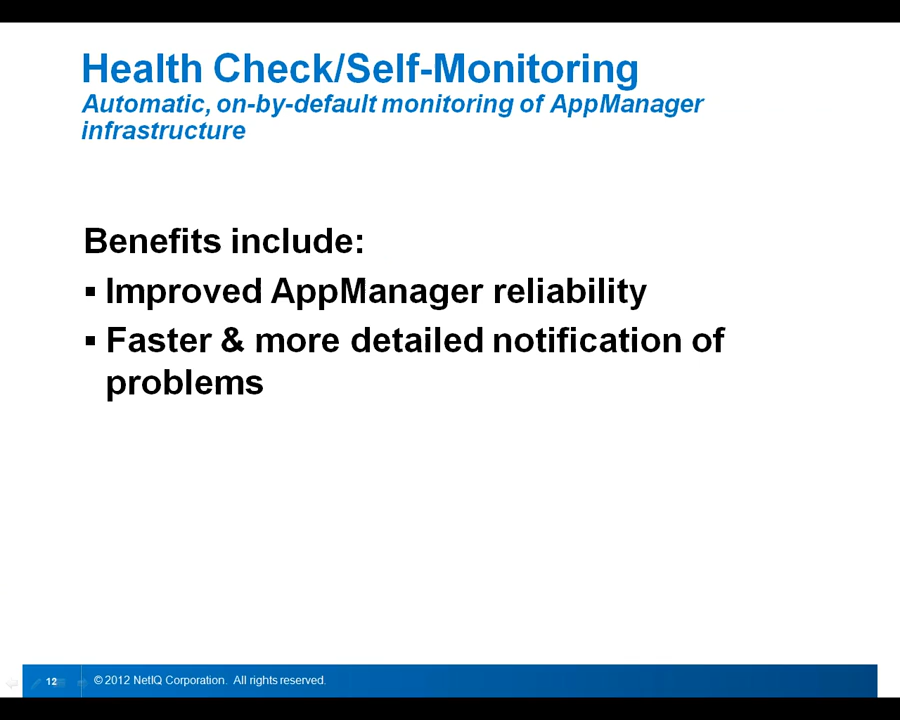 Health Check/Self-Monitoring
Automatic, on-by-default monitoring of AppManager
infrastructure
Benefits include:
▪ Improved AppManager reliability
▪ Faster & more detailed notification of
problems
12
© 2012 NetIQ Corporation. All rights reserved.